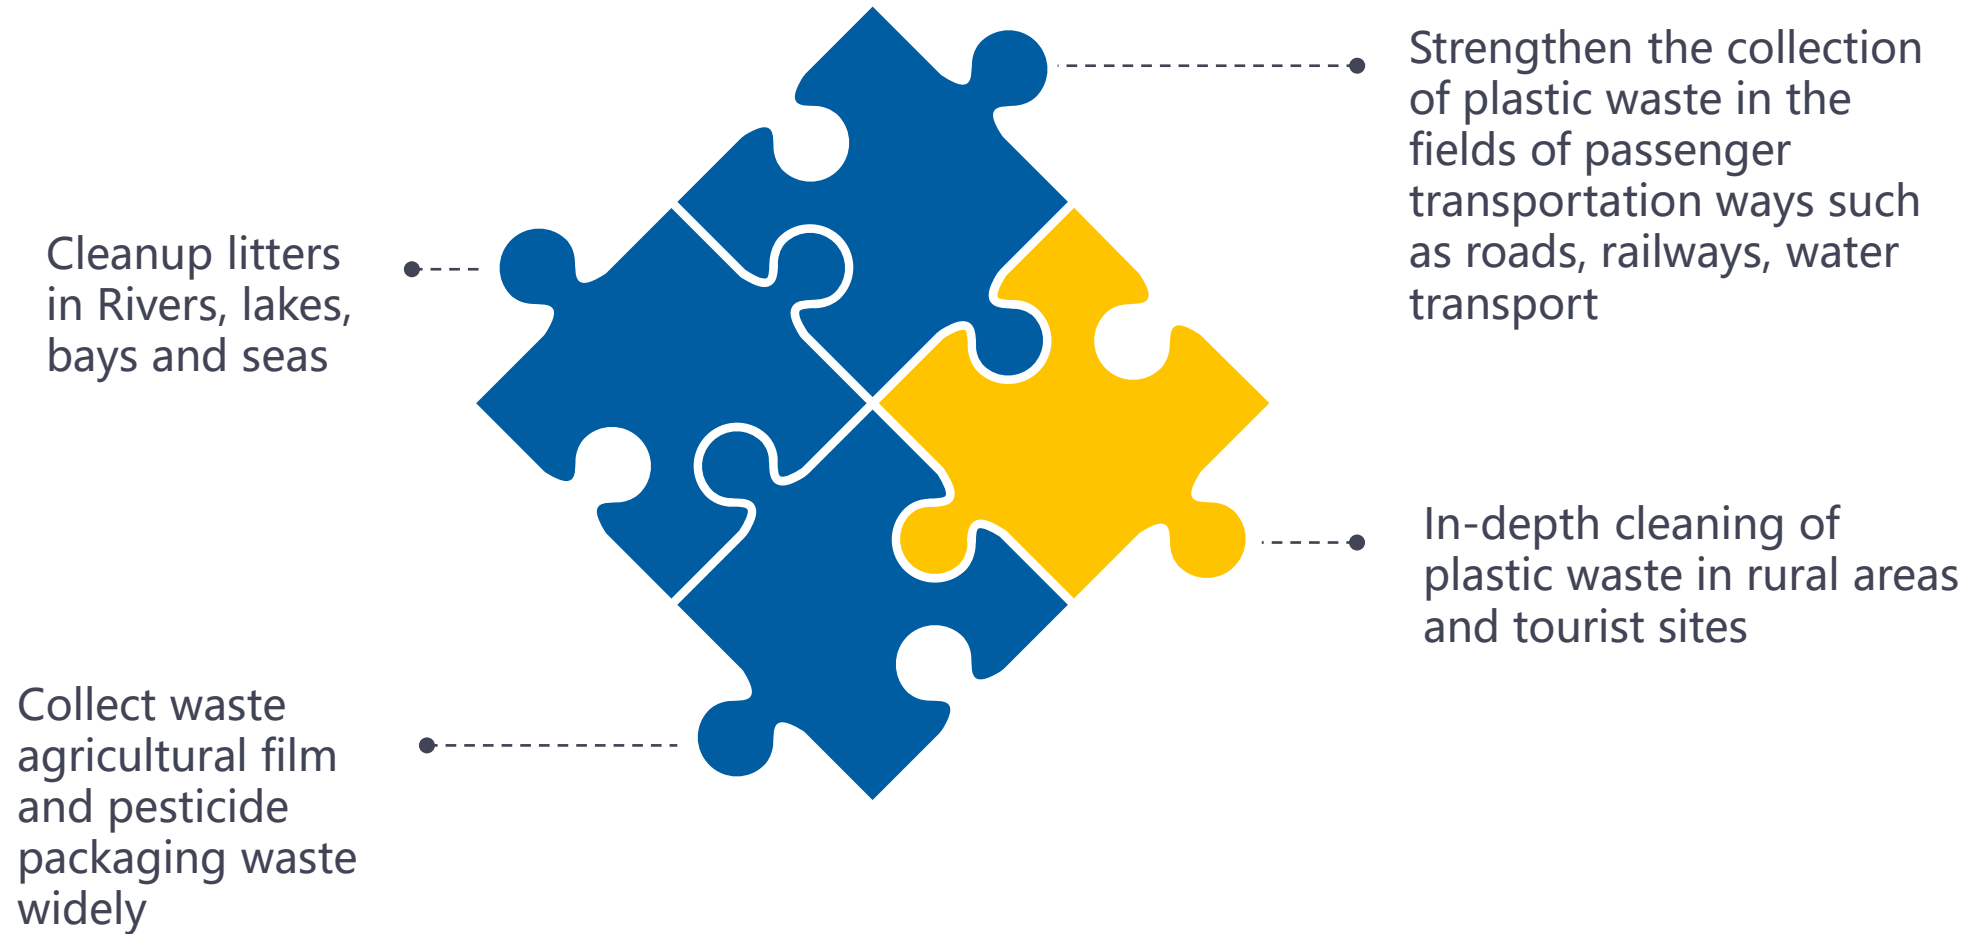 Strengthen the collection
of plastic waste in the
fields of passenger
transportation ways such
as roads, railways, water
transport
Cleanup litters
in Rivers, lakes,
bays and seas
In-depth cleaning of
plastic waste in rural areas
and tourist sites
Collect waste
agricultural film
and pesticide
packaging waste
widely